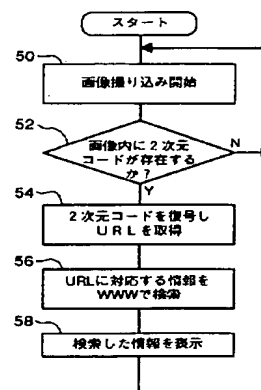 スタート
50
画像撮り込み開始
52
画像内に2次元
コードが存在する
か?
N
Y
54
2次元コードを復号し
URLを取得
56
URLに対応する情報を
WWWで検索
58
検索した情報を表示